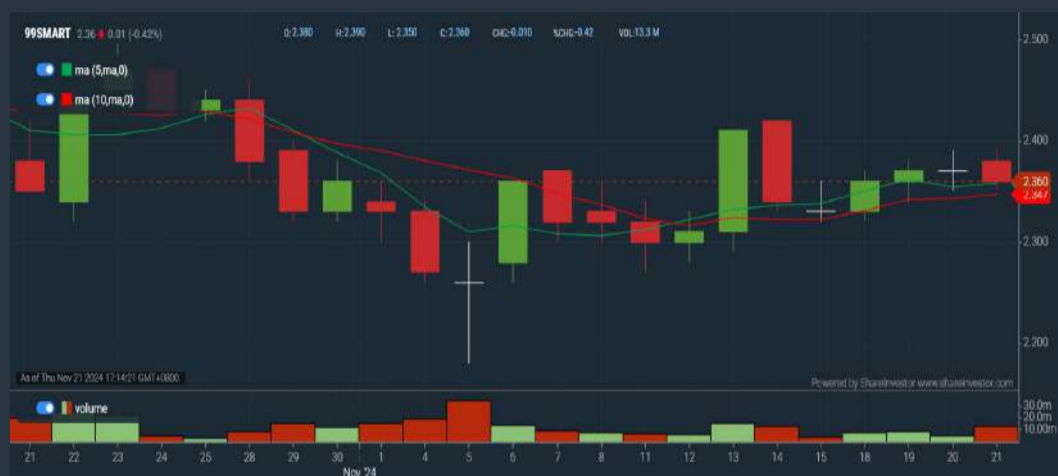 99SMART 2.36 0.01 (-0.42%) O:2.380 H:2.390 L: 2.350 C:2.360 CHG:-0.010 %CHG:-0.42 VOL:13.3 M
ma (5,ma,0)
ma (10,ma,0)
2.500
2.400
2.360
2.347
2.300
2.200
As of Thu Nov 21 2024 17:14:21 GMT+0800
Powered by ShareInvestor www.shareinvestor.com
volume
30.0m
20.0m
10.00m
21 22 23 24 25 28 29 30 1 4 5 6 7 8 11 12 13 14 15 18 19 20 21
Nov '24